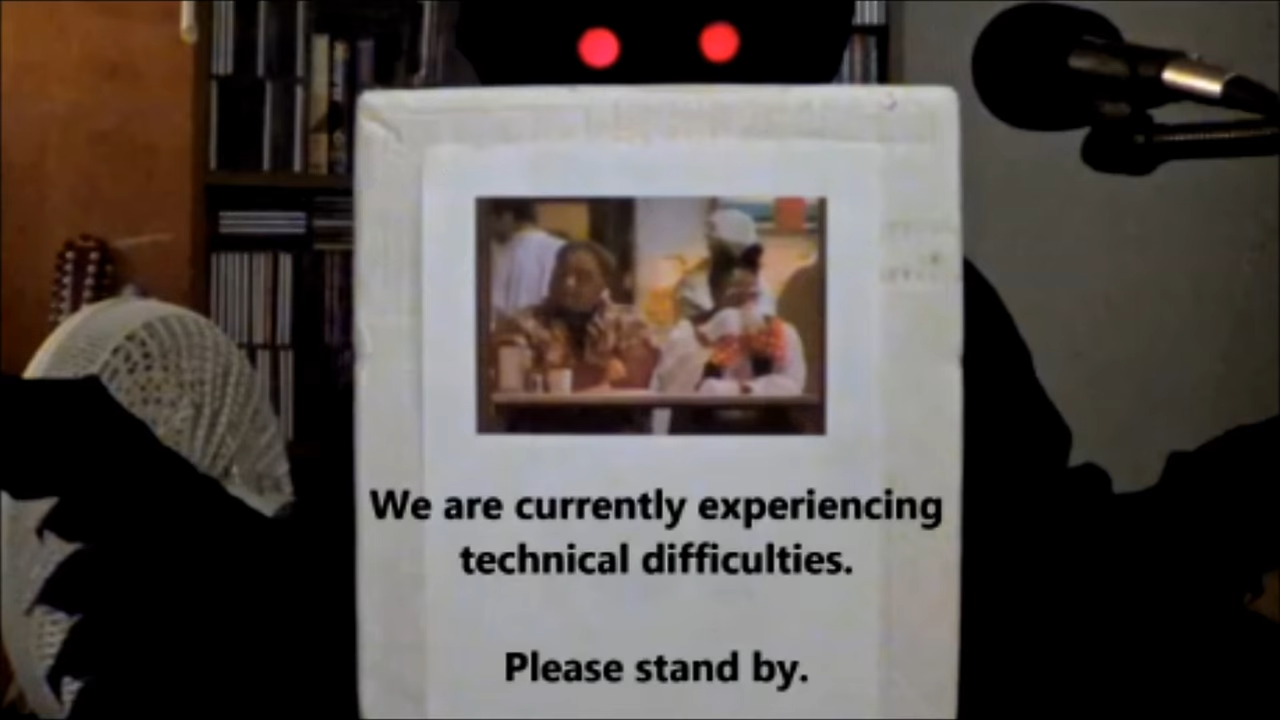 We are currently experiencing
technical difficulties.
Please stand by.